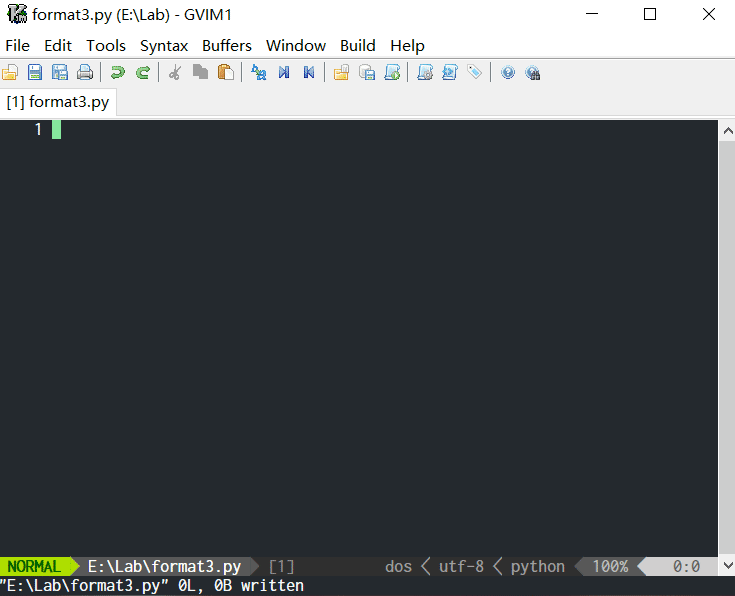 format3.py (E:\Lab) - GVIM1
File Edit Tools Syntax Buffers Window Build Help
[1] format3.py
1
NORMAL E:\Lab\format3.py [1] dos < utf-8 < python 100% 0:0
"E:\Lab\format3.py" 0L, 0B written